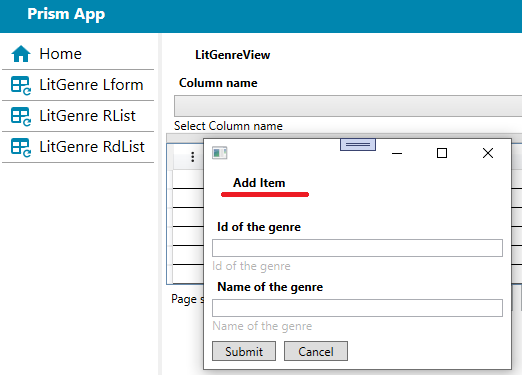 Prism App
Home
LitGenre Lform
LitGenre RList
LitGenre RdList
LitGenreView
Column name
Select Column name
Add Item
Id of the genre
Id of the genre
Name of the genre
Name of the genre
Submit Cancel
Page s